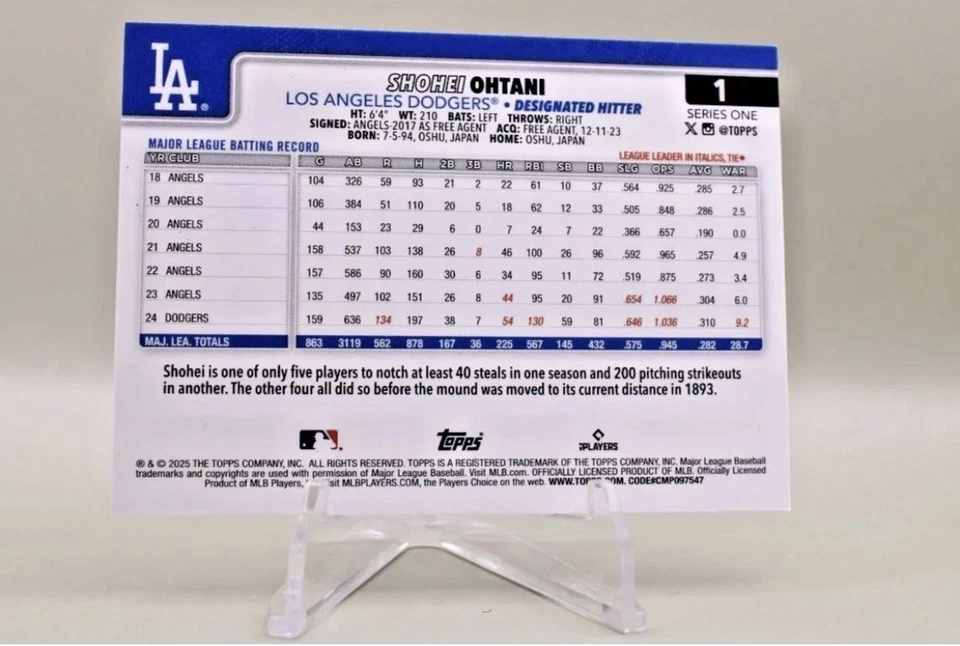 LA
SHOHEI OHTANI
1
LOS ANGELES DODGERS® • DESIGNATED HITTER
SERIES ONE
HT: 6'4" WT: 210 BATS: LEFT THROWS: RIGHT
@TOPPS
SIGNED: ANGELS-2017 AS FREE AGENT ACQ: FREE AGENT, 12-11-23
BORN: 7-5-94, OSHU, JAPAN HOME: OSHU, JAPAN
MAJOR LEAGUE BATTING RECORD LEAGUE LEADER IN ITALICS, TIE♦
YR CLUB G AB R H 2B 3B HR RBI SB BB SLG OPS AVG WAR
18 ANGELS 104 326 59 93 21 2 22 61 10 37 .564 .925 .285 2.7
19 ANGELS 106 384 51 110 20 5 18 62 12 33 .505 .848 .286 2.5
20 ANGELS 44 153 23 29 6 0 7 24 7 22 .366 .657 .190 0.0
21 ANGELS 158 537 103 138 26 8 46 100 26 96 .592 .965 .257 4.9
22 ANGELS 157 586 90 160 30 6 34 95 11 72 .519 .875 .273 3.4
23 ANGELS 135 497 102 151 26 8 44 95 20 91 .654 1.066 .304 6.0
24 DODGERS 159 636 134 197 38 7 54 130 59 81 .646 1.036 .310 9.2
MAJ. LEA. TOTALS 863 3119 562 878 167 36 225 567 145 432 .575 .945 .282 28.7
Shohei is one of only five players to notch at least 40 steals in one season and 200 pitching strikeouts
in another. The other four all did so before the mound was moved to its current distance in 1893.
Topps
PLAYERS
® & © 2025 THE TOPPS COMPANY, INC. ALL RIGHTS RESERVED. TOPPS IS A REGISTERED TRADEMARK OF THE TOPPS COMPANY, INC. Major League Baseball
trademarks and copyrights are used with permission of Major League Baseball. Visit MLB.com. OFFICIALLY LICENSED PRODUCT OF MLB. Officially Licensed
Product of MLB Players, MLBPLAYERS.COM, the Players Choice on the web. CODE#CMP097547